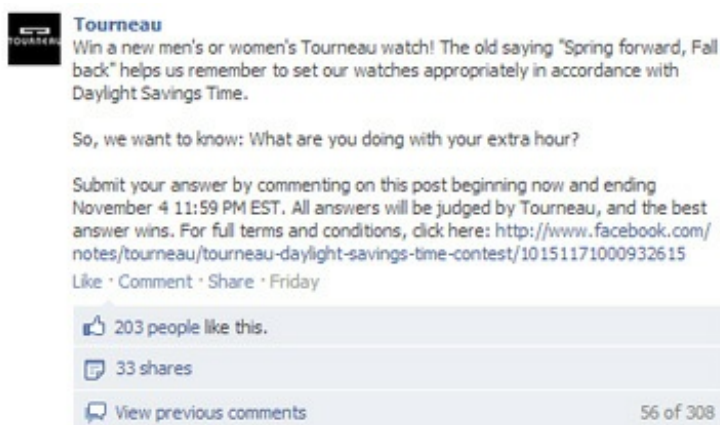 TOURNEAU
Tourneau
Win a new men's or women's Tourneau watch! The old saying "Spring forward, Fall
back" helps us remember to set our watches appropriately in accordance with
Daylight Savings Time.
So, we want to know: What are you doing with your extra hour?
Submit your answer by commenting on this post beginning now and ending
November 4 11:59 PM EST. All answers will be judged by Tourneau, and the best
answer wins. For full terms and conditions, click here: http://www.facebook.com/
notes/tourneau/tourneau-daylight-savings-time-contest/10151171000932615
Like · Comment · Share · Friday
203 people like this.
33 shares
View previous comments 56 of 308